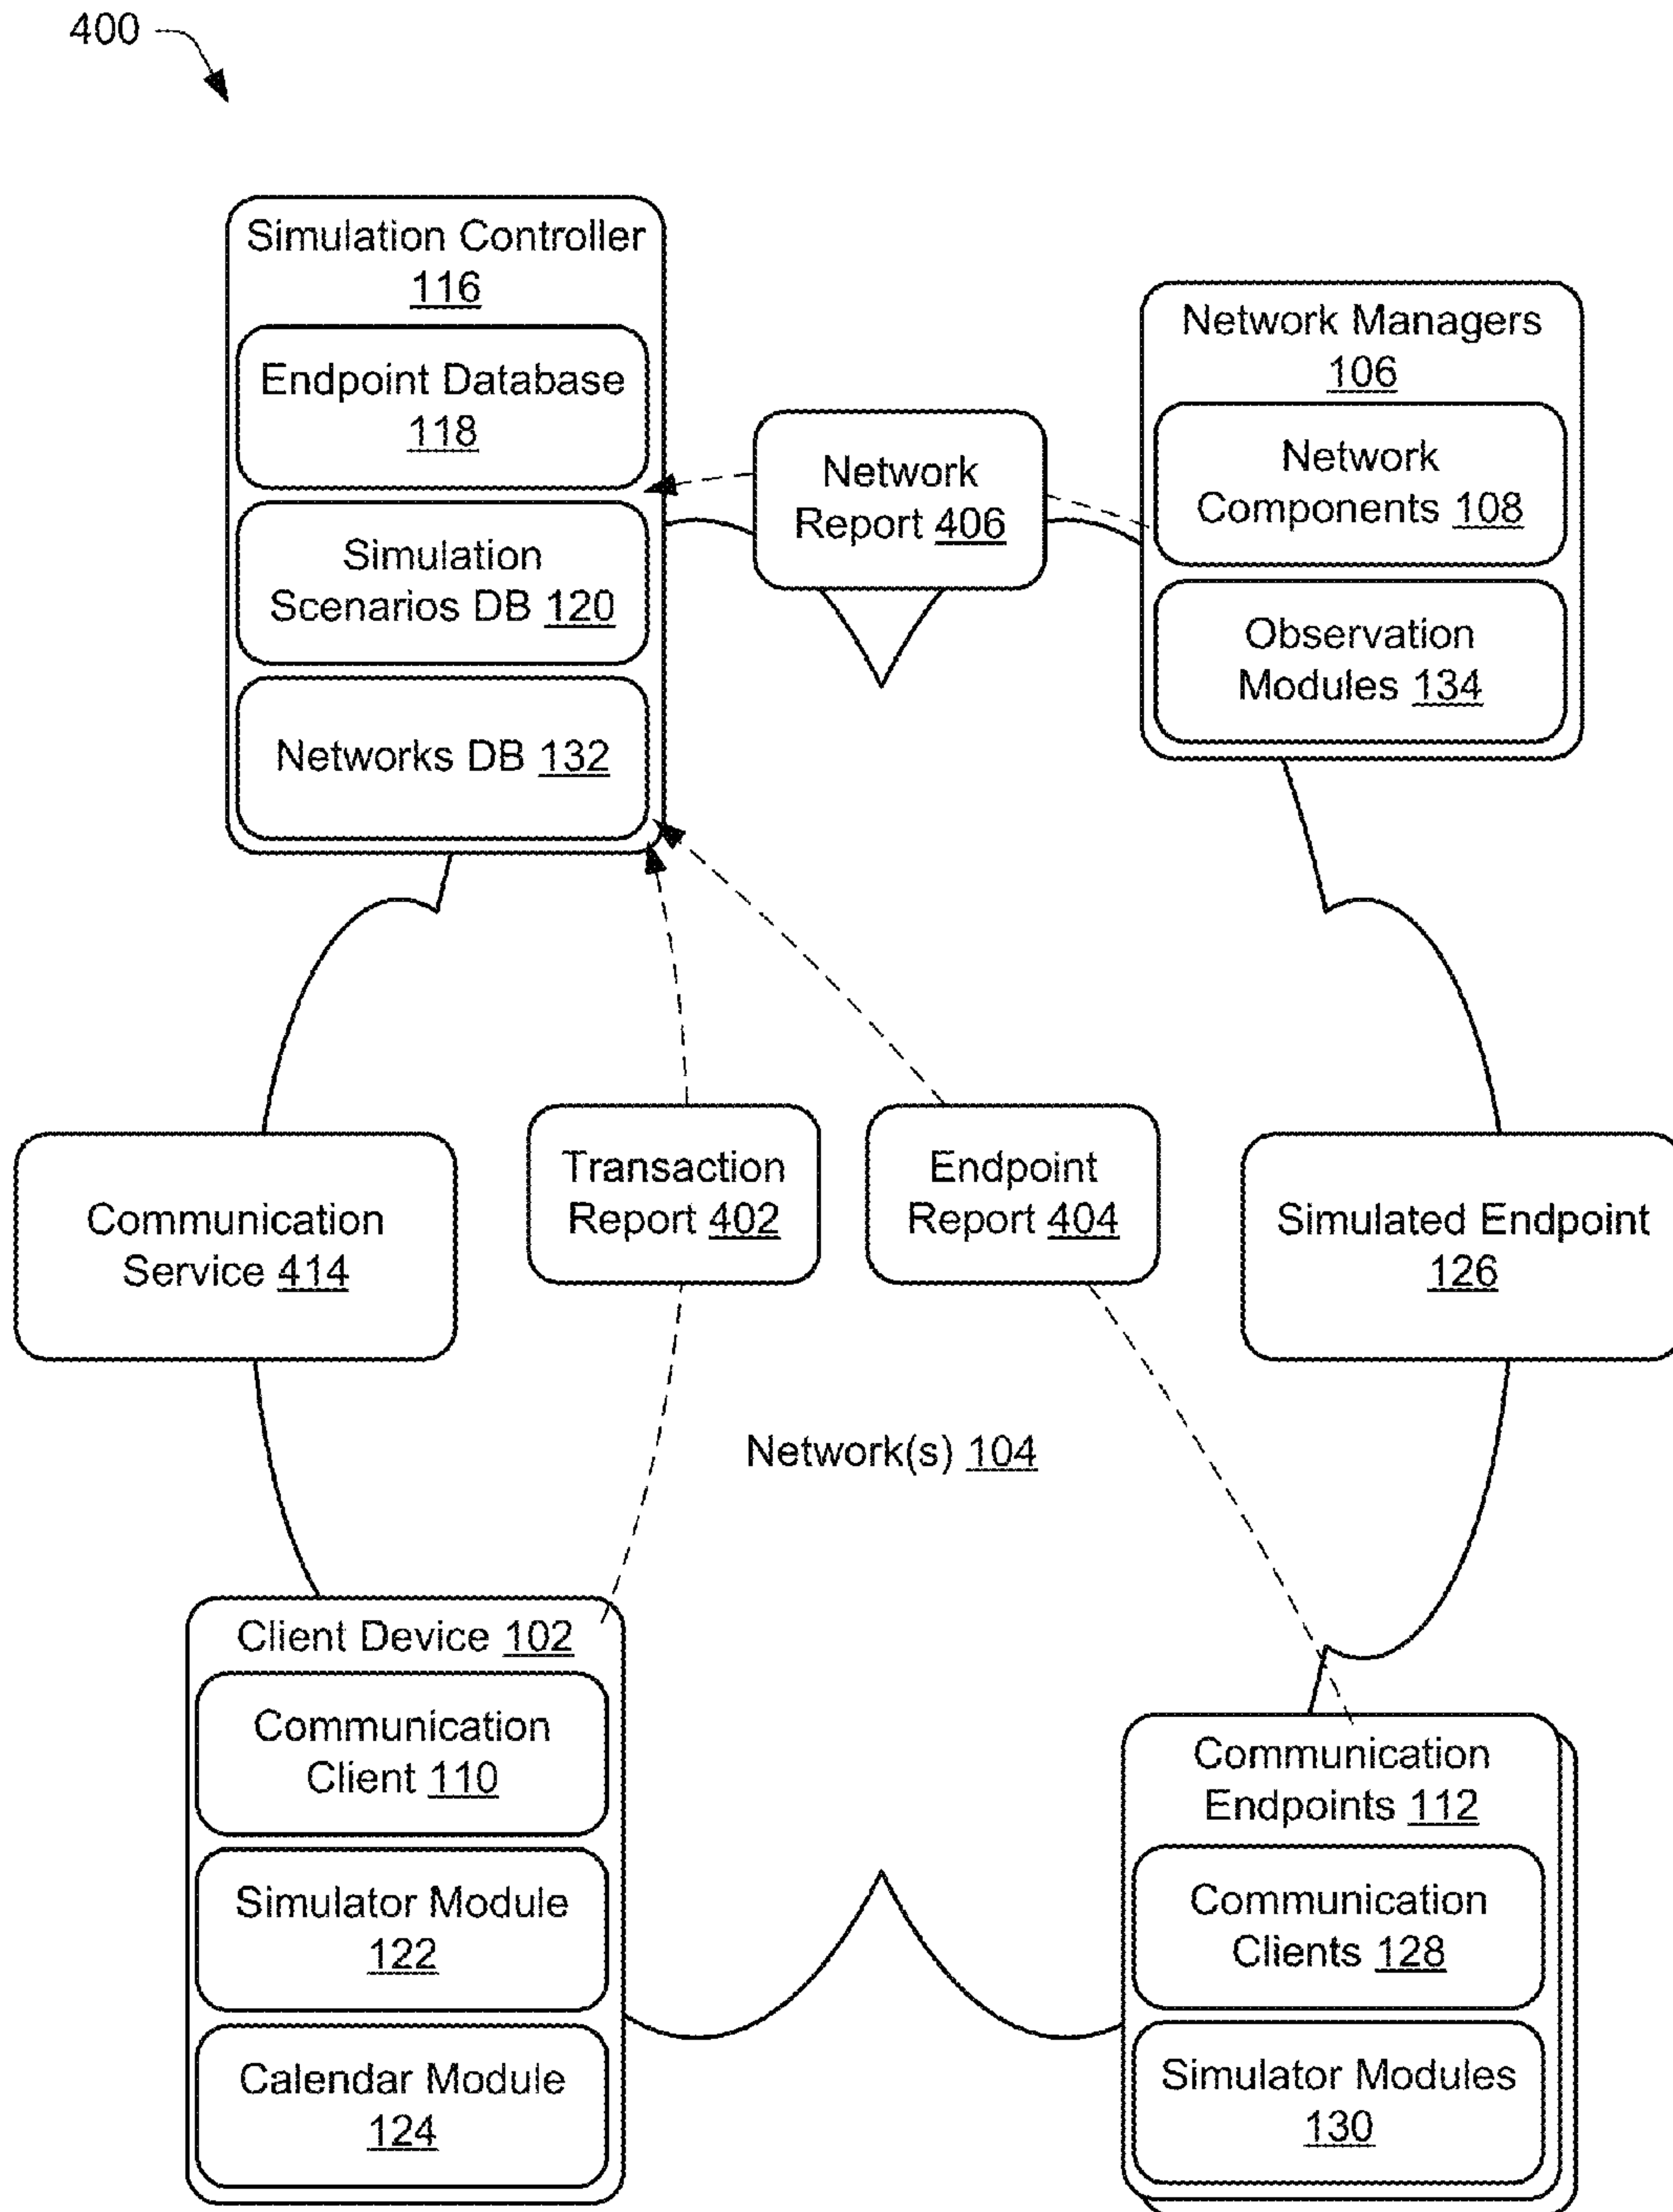 400
Simulation Controller
116
Endpoint Database
118
Simulation
Scenarios DB 120
Networks DB 132
Network
Report 406
Network Managers
106
Network
Components 108
Observation
Modules 134
Communication
Service 414
Transaction
Report 402
Endpoint
Report 404
Simulated Endpoint
126
Network(s) 104
Client Device 102
Communication
Client 110
Simulator Module
122
Calendar Module
124
Communication
Endpoints 112
Communication
Clients 128
Simulator Modules
130